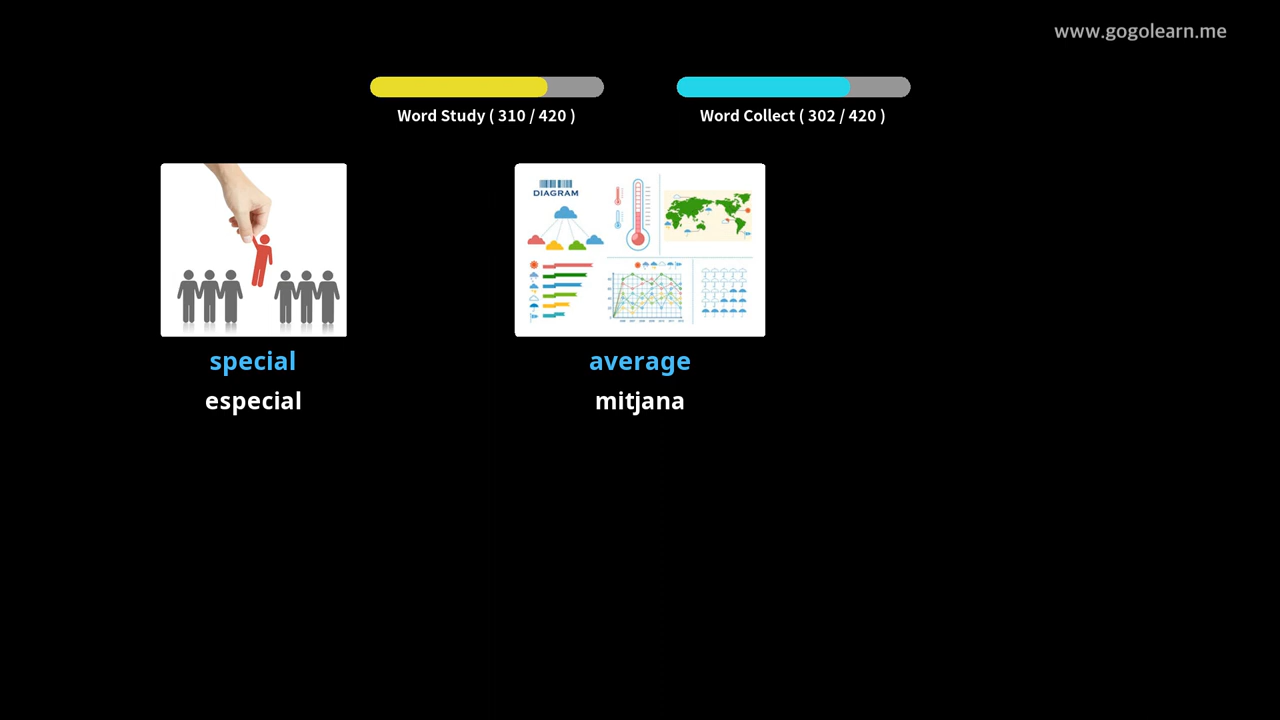 www.gogolearn.me
Word Study ( 310 / 420 )
Word Collect ( 302 / 420 )
DIAGRAM
special
average
especial
mitjana